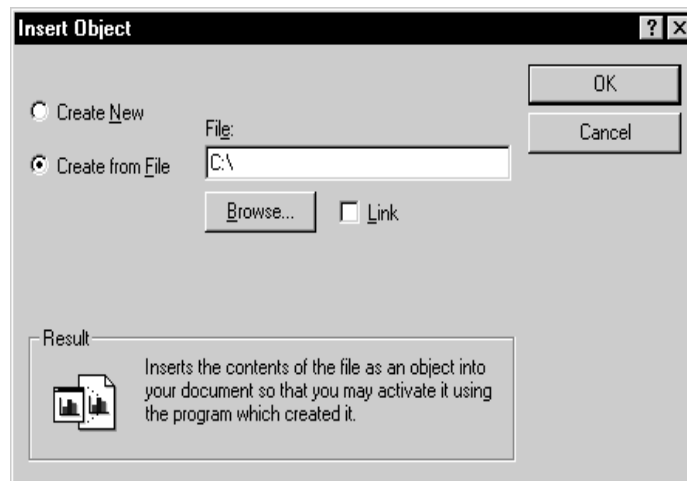 Insert Object
OK
Create New
File:
Cancel
Create from File
C:\
Browse...
Link
Result
Inserts the contents of the file as an object into
your document so that you may activate it using
the program which created it.